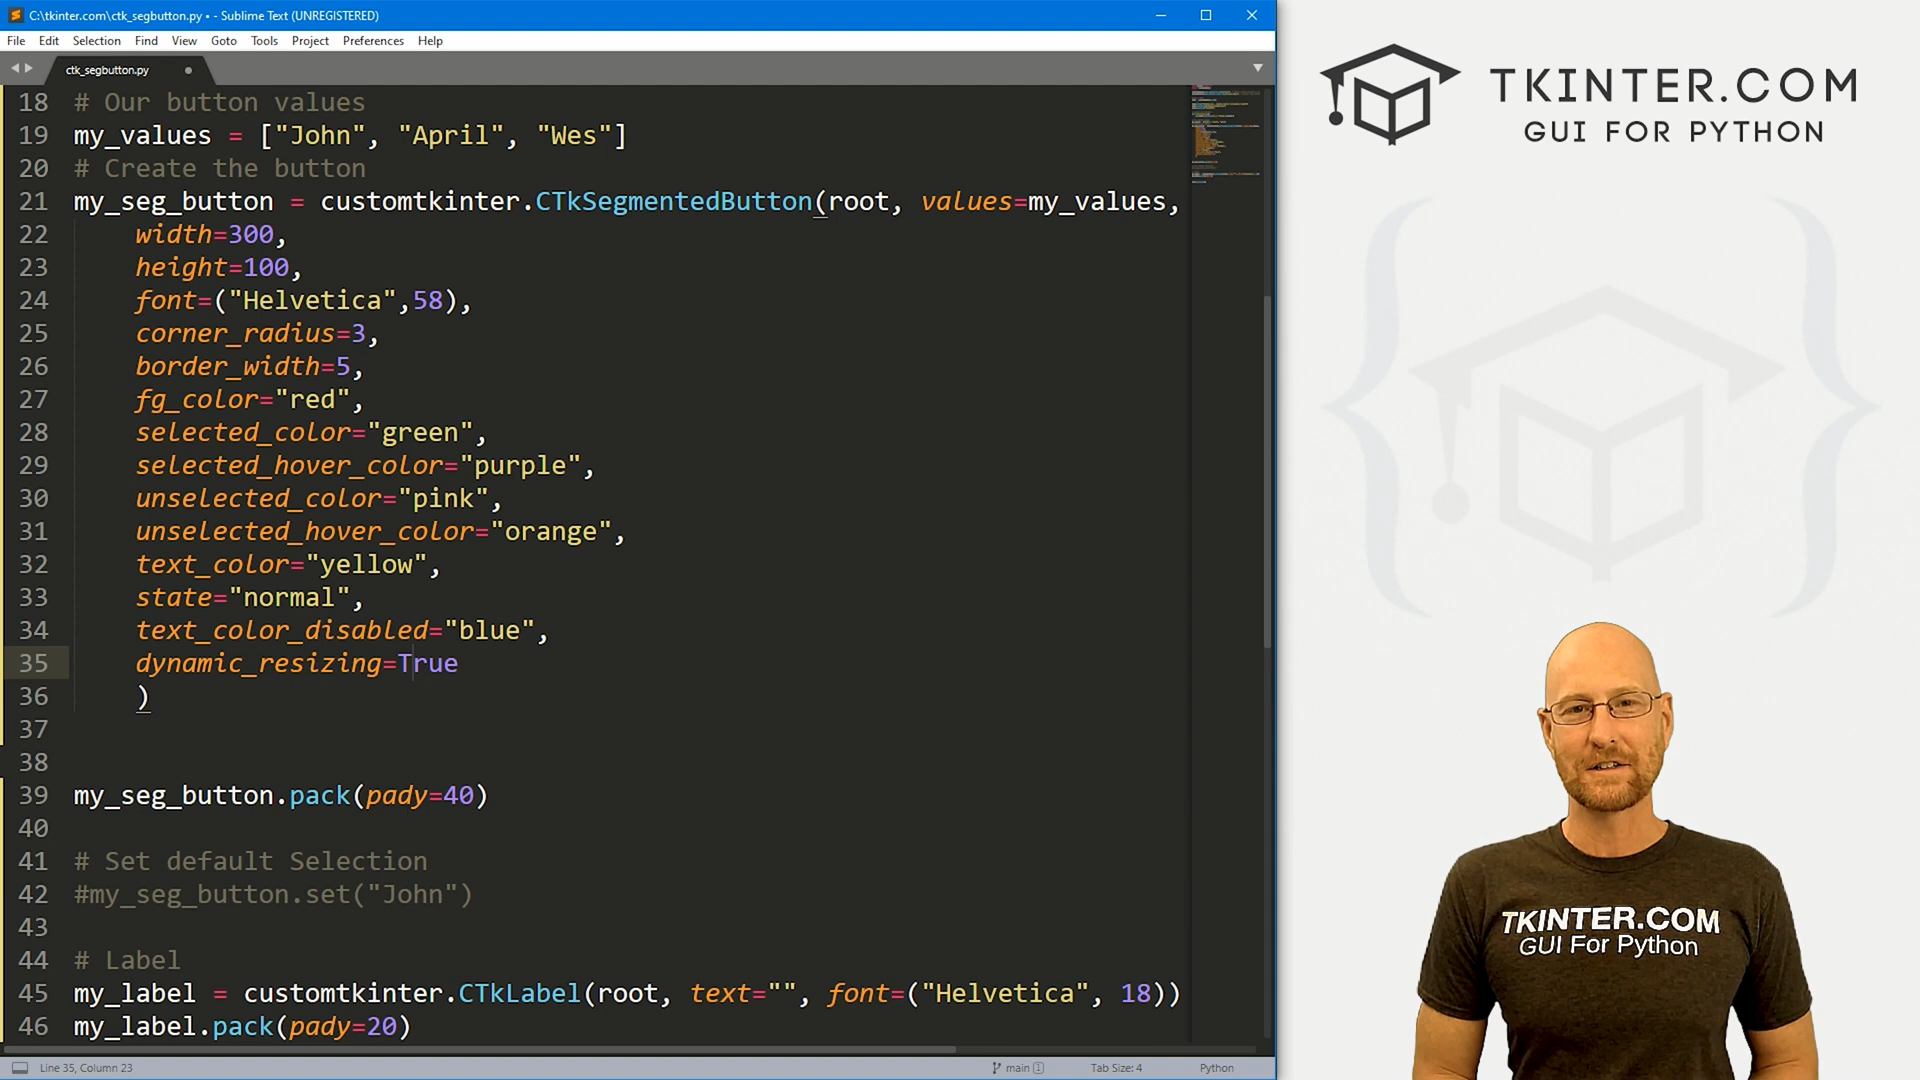 C:\tkinter.com\ctk_segbutton.py • - Sublime Text (UNREGISTERED)
File Edit Selection Find View Goto Tools Project Preferences Help
ctk_segbutton.py
18 # Our button values
19 my_values = ["John", "April", "Wes"]
20 # Create the button
21 my_seg_button = customtkinter.CTkSegmentedButton(root, values=my_values,
22 width=300,
23 height=100,
24 font=("Helvetica",58),
25 corner_radius=3,
26 border_width=5,
27 fg_color="red",
28 selected_color="green",
29 selected_hover_color="purple",
30 unselected_color="pink",
31 unselected_hover_color="orange",
32 text_color="yellow",
33 state="normal",
34 text_color_disabled="blue",
35 dynamic_resizing=True
36 )
37
38
39 my_seg_button.pack(pady=40)
40
41 # Set default Selection
42 #my_seg_button.set("John")
43
44 # Label
45 my_label = customtkinter.CTkLabel(root, text="", font=("Helvetica", 18))
46 my_label.pack(pady=20)
Line 35, Column 23
main 1
Tab Size: 4
Python
TKINTER.COM
GUI FOR PYTHON
TKINTER.COM
GUI For Python